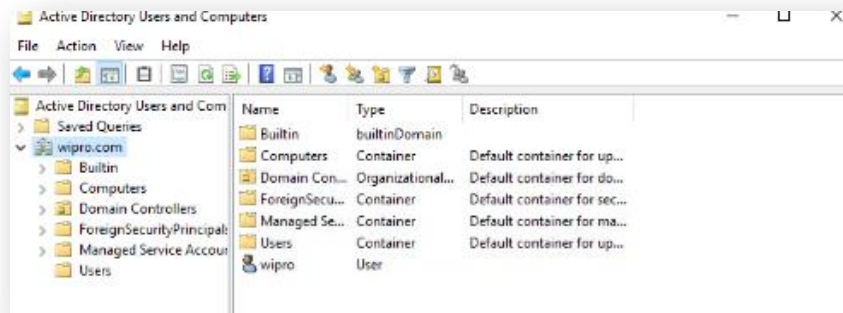 Active Directory Users and Computers
File Action View Help
Active Directory Users and Com
Saved Queries
wipro.com
Builtin
Computers
Domain Controllers
ForeignSecurityPrincipals
Managed Service Accour
Users
Name Type Description
Builtin builtinDomain
Computers Container Default container for up...
Domain Con... Organizational... Default container for do...
ForeignSecu... Container Default container for sec...
Managed Se... Container Default container for ma...
Users Container Default container for up...
wipro User